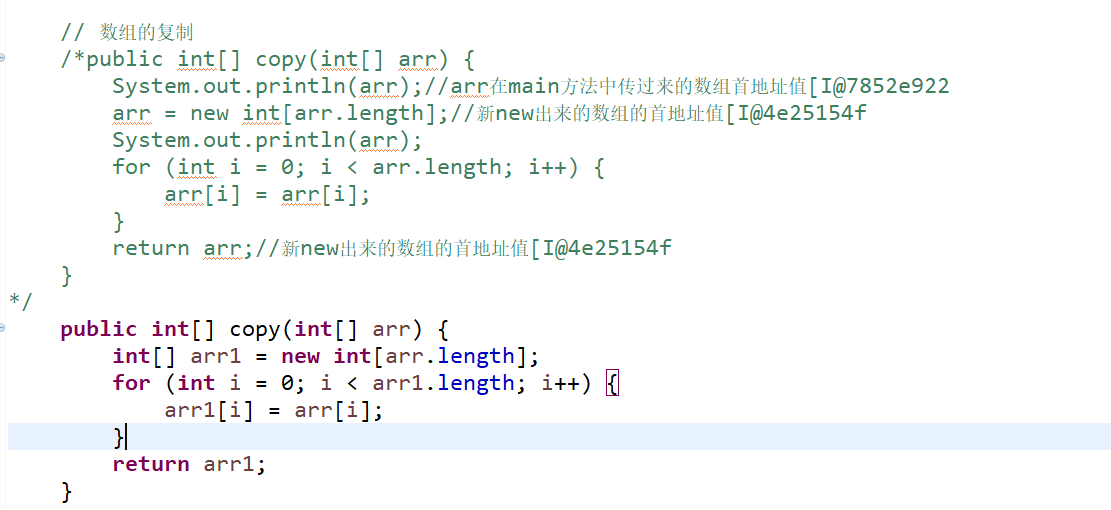 // 数组的复制
/*public int[] copy(int[] arr) {
System.out.println(arr);//arr在main方法中传过来的数组首地址值[I@7852e922
arr = new int[arr.length];//新new出来的数组的首地址值[I@4e25154f
System.out.println(arr);
for (int i = 0; i < arr.length; i++) {
arr[i] = arr[i];
}
return arr;//新new出来的数组的首地址值[I@4e25154f
}
*/
public int[] copy(int[] arr) {
int[] arr1 = new int[arr.length];
for (int i = 0; i < arr1.length; i++) {
arr1[i] = arr[i];
}
return arr1;
}